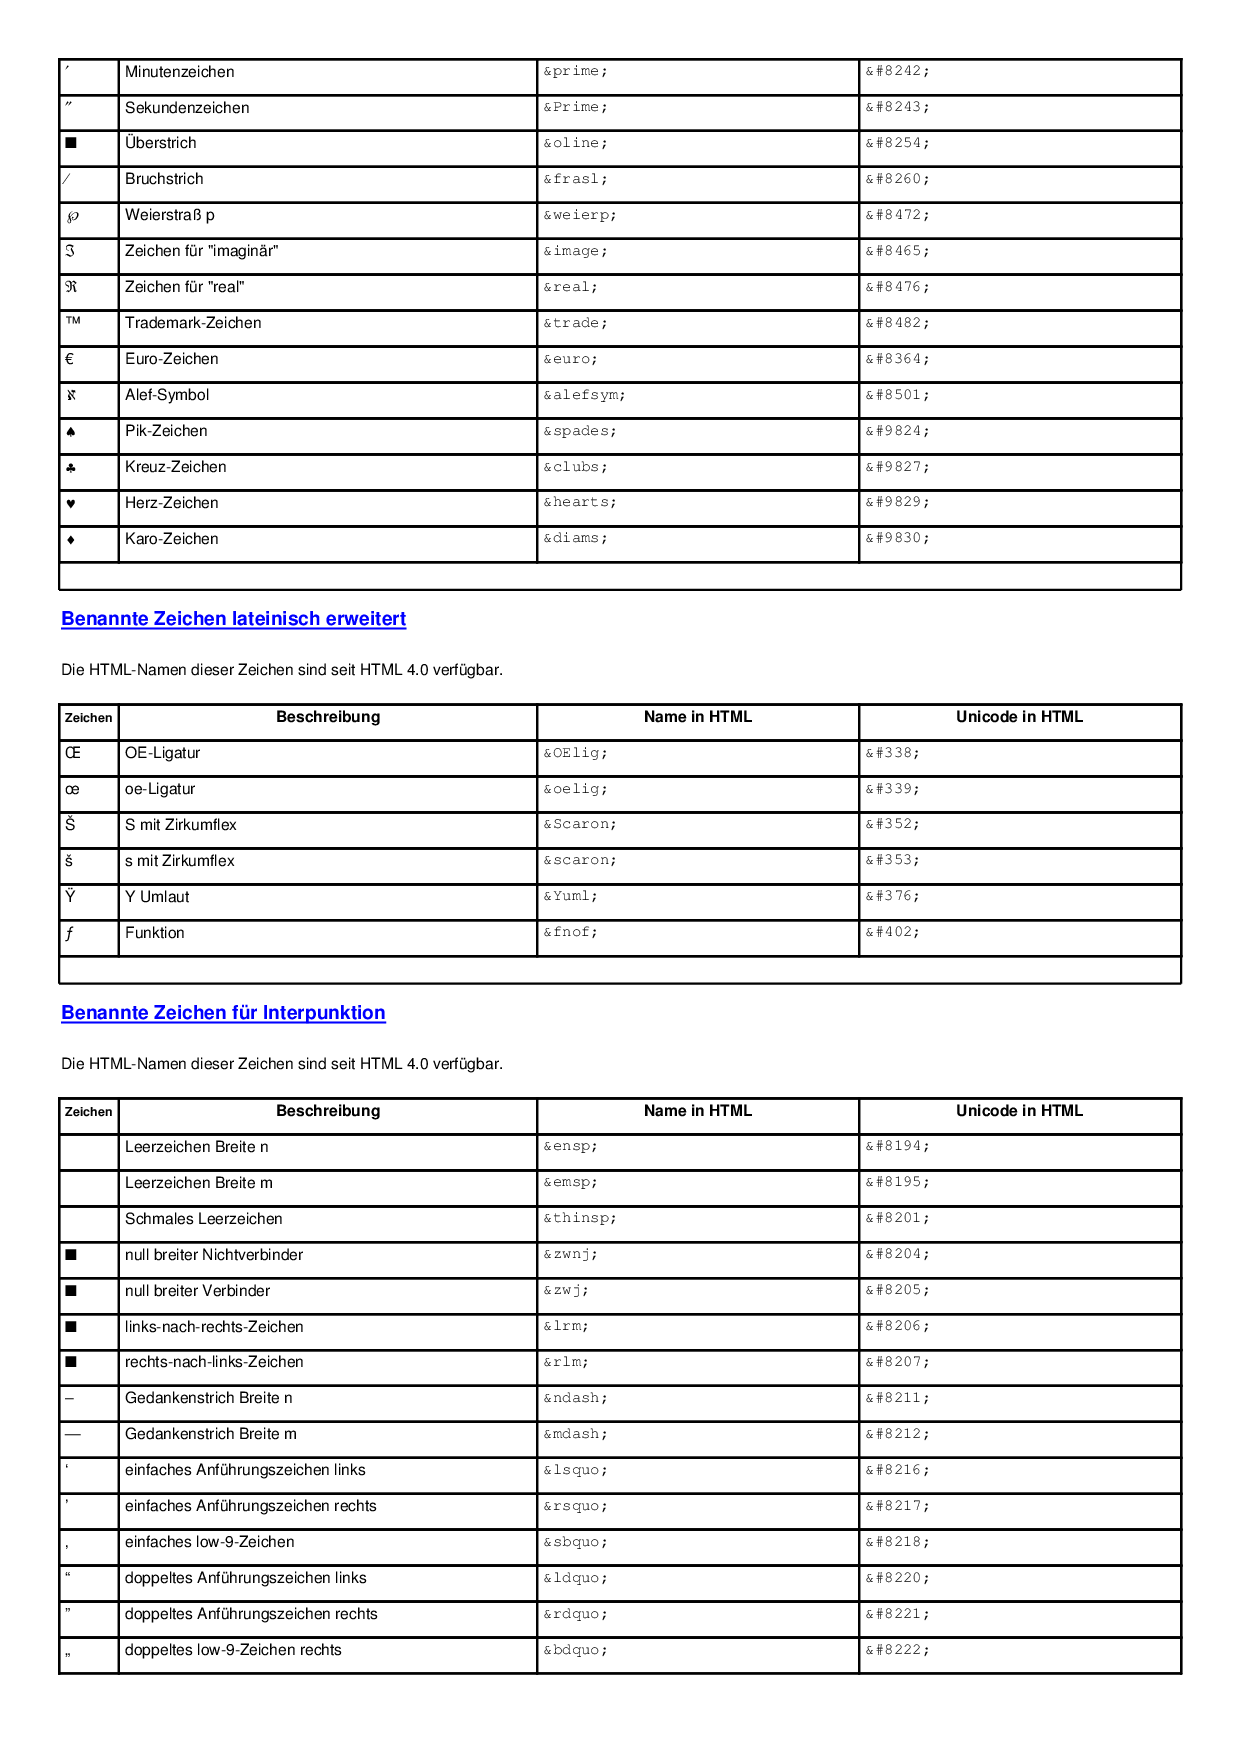 ′ Minutenzeichen &prime; &#8242;
″ Sekundenzeichen &Prime; &#8243;
■ Überstrich &oline; &#8254;
⁄ Bruchstrich &frasl; &#8260;
℘ Weierstraß p &weierp; &#8472;
ℑ Zeichen für "imaginär" &image; &#8465;
ℜ Zeichen für "real" &real; &#8476;
™ Trademark-Zeichen &trade; &#8482;
€ Euro-Zeichen &euro; &#8364;
ℵ Alef-Symbol &alefsym; &#8501;
♠ Pik-Zeichen &spades; &#9824;
♣ Kreuz-Zeichen &clubs; &#9827;
♥ Herz-Zeichen &hearts; &#9829;
♦ Karo-Zeichen &diams; &#9830;
Benannte Zeichen lateinisch erweitert
Die HTML-Namen dieser Zeichen sind seit HTML 4.0 verfügbar.
Zeichen Beschreibung Name in HTML Unicode in HTML
Œ OE-Ligatur &OElig; &#338;
œ oe-Ligatur &oelig; &#339;
Š S mit Zirkumflex &Scaron; &#352;
š s mit Zirkumflex &scaron; &#353;
Ÿ Y Umlaut &Yuml; &#376;
ƒ Funktion &fnof; &#402;
Benannte Zeichen für Interpunktion
Die HTML-Namen dieser Zeichen sind seit HTML 4.0 verfügbar.
Zeichen Beschreibung Name in HTML Unicode in HTML
Leerzeichen Breite n &ensp; &#8194;
Leerzeichen Breite m &emsp; &#8195;
Schmales Leerzeichen &thinsp; &#8201;
■ null breiter Nichtverbinder &zwnj; &#8204;
■ null breiter Verbinder &zwj; &#8205;
■ links-nach-rechts-Zeichen &lrm; &#8206;
■ rechts-nach-links-Zeichen &rlm; &#8207;
– Gedankenstrich Breite n &ndash; &#8211;
— Gedankenstrich Breite m &mdash; &#8212;
‘ einfaches Anführungszeichen links &lsquo; &#8216;
’ einfaches Anführungszeichen rechts &rsquo; &#8217;
‚ einfaches low-9-Zeichen &sbquo; &#8218;
“ doppeltes Anführungszeichen links &ldquo; &#8220;
” doppeltes Anführungszeichen rechts &rdquo; &#8221;
„ doppeltes low-9-Zeichen rechts &bdquo; &#8222;